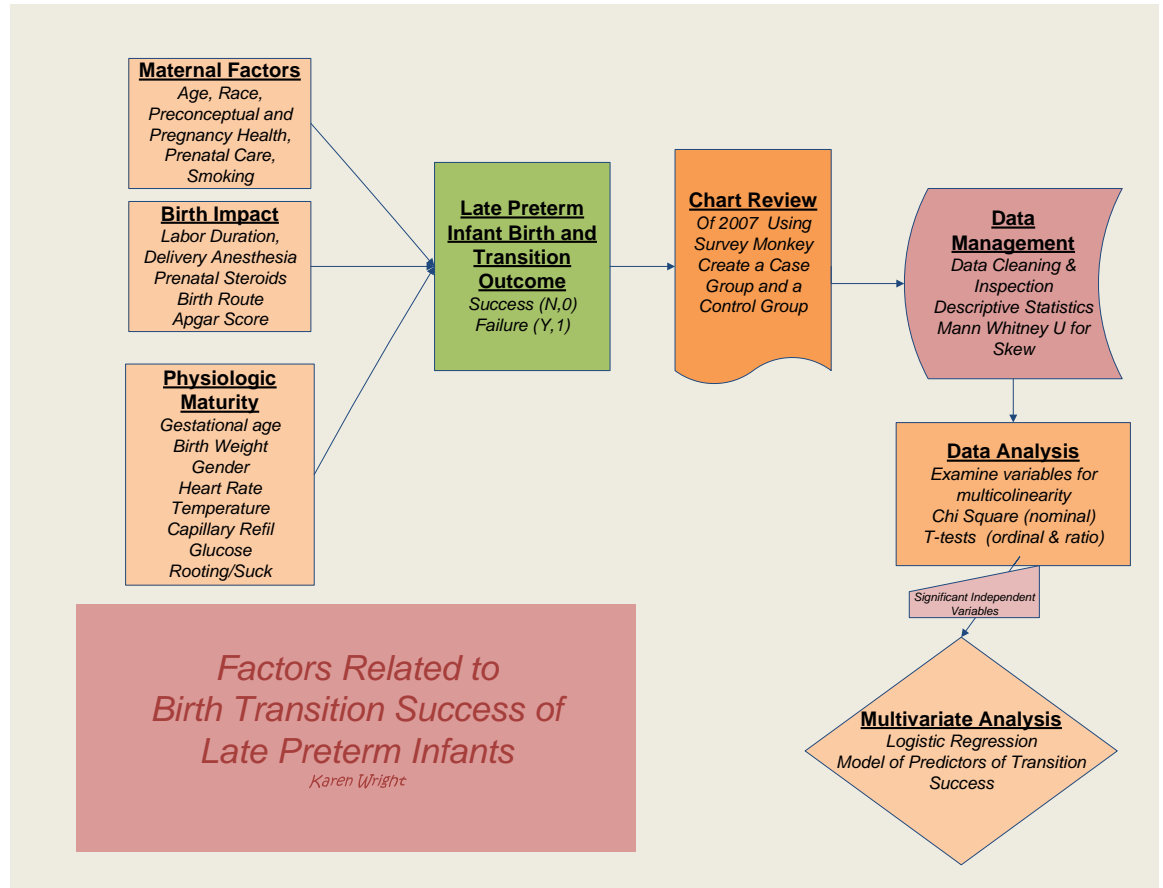 Maternal Factors
Age, Race,
Preconceptual and
Pregnancy Health,
Prenatal Care,
Smoking
Birth Impact
Labor Duration,
Delivery Anesthesia
Prenatal Steroids
Birth Route
Apgar Score
Physiologic
Maturity
Gestational age
Birth Weight
Gender
Heart Rate
Temperature
Capillary Refil
Glucose
Rooting/Suck
Late Preterm
Infant Birth and
Transition
Outcome
Success (N,0)
Failure (Y,1)
Chart Review
Of 2007 Using
Survey Monkey
Create a Case
Group and a
Control Group
Data
Management
Data Cleaning &
Inspection
Descriptive Statistics
Mann Whitney U for
Skew
Data Analysis
Examine variables for
multicolinearity
Chi Square (nominal)
T-tests (ordinal & ratio)
Significant Independent
Variables
Multivariate Analysis
Logistic Regression
Model of Predictors of Transition
Success
Factors Related to
Birth Transition Success of
Late Preterm Infants
Karen Wright